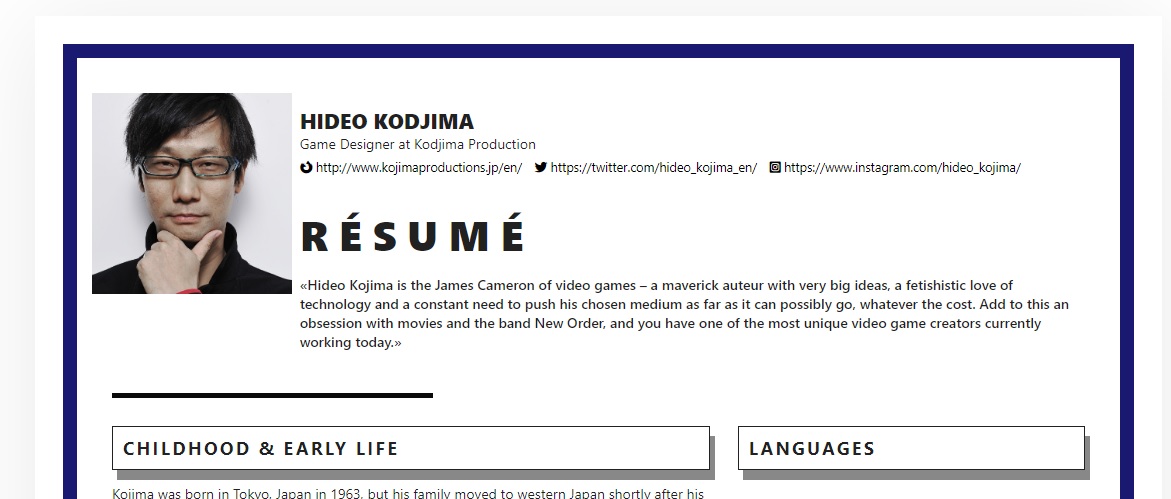 HIDEO KODJIMA
Game Designer at Kodjima Production
http://www.kojimaproductions.jp/en/ https://twitter.com/hideo_kojima_en/ https://www.instagram.com/hideo_kojima/
RÉSUMÉ
«Hideo Kojima is the James Cameron of video games – a maverick auteur with very big ideas, a fetishistic love of
technology and a constant need to push his chosen medium as far as it can possibly go, whatever the cost. Add to this an
obsession with movies and the band New Order, and you have one of the most unique video game creators currently
working today.»
CHILDHOOD & EARLY LIFE
LANGUAGES
Kojima was born in Tokyo, Japan in 1963, but his family moved to western Japan shortly after his